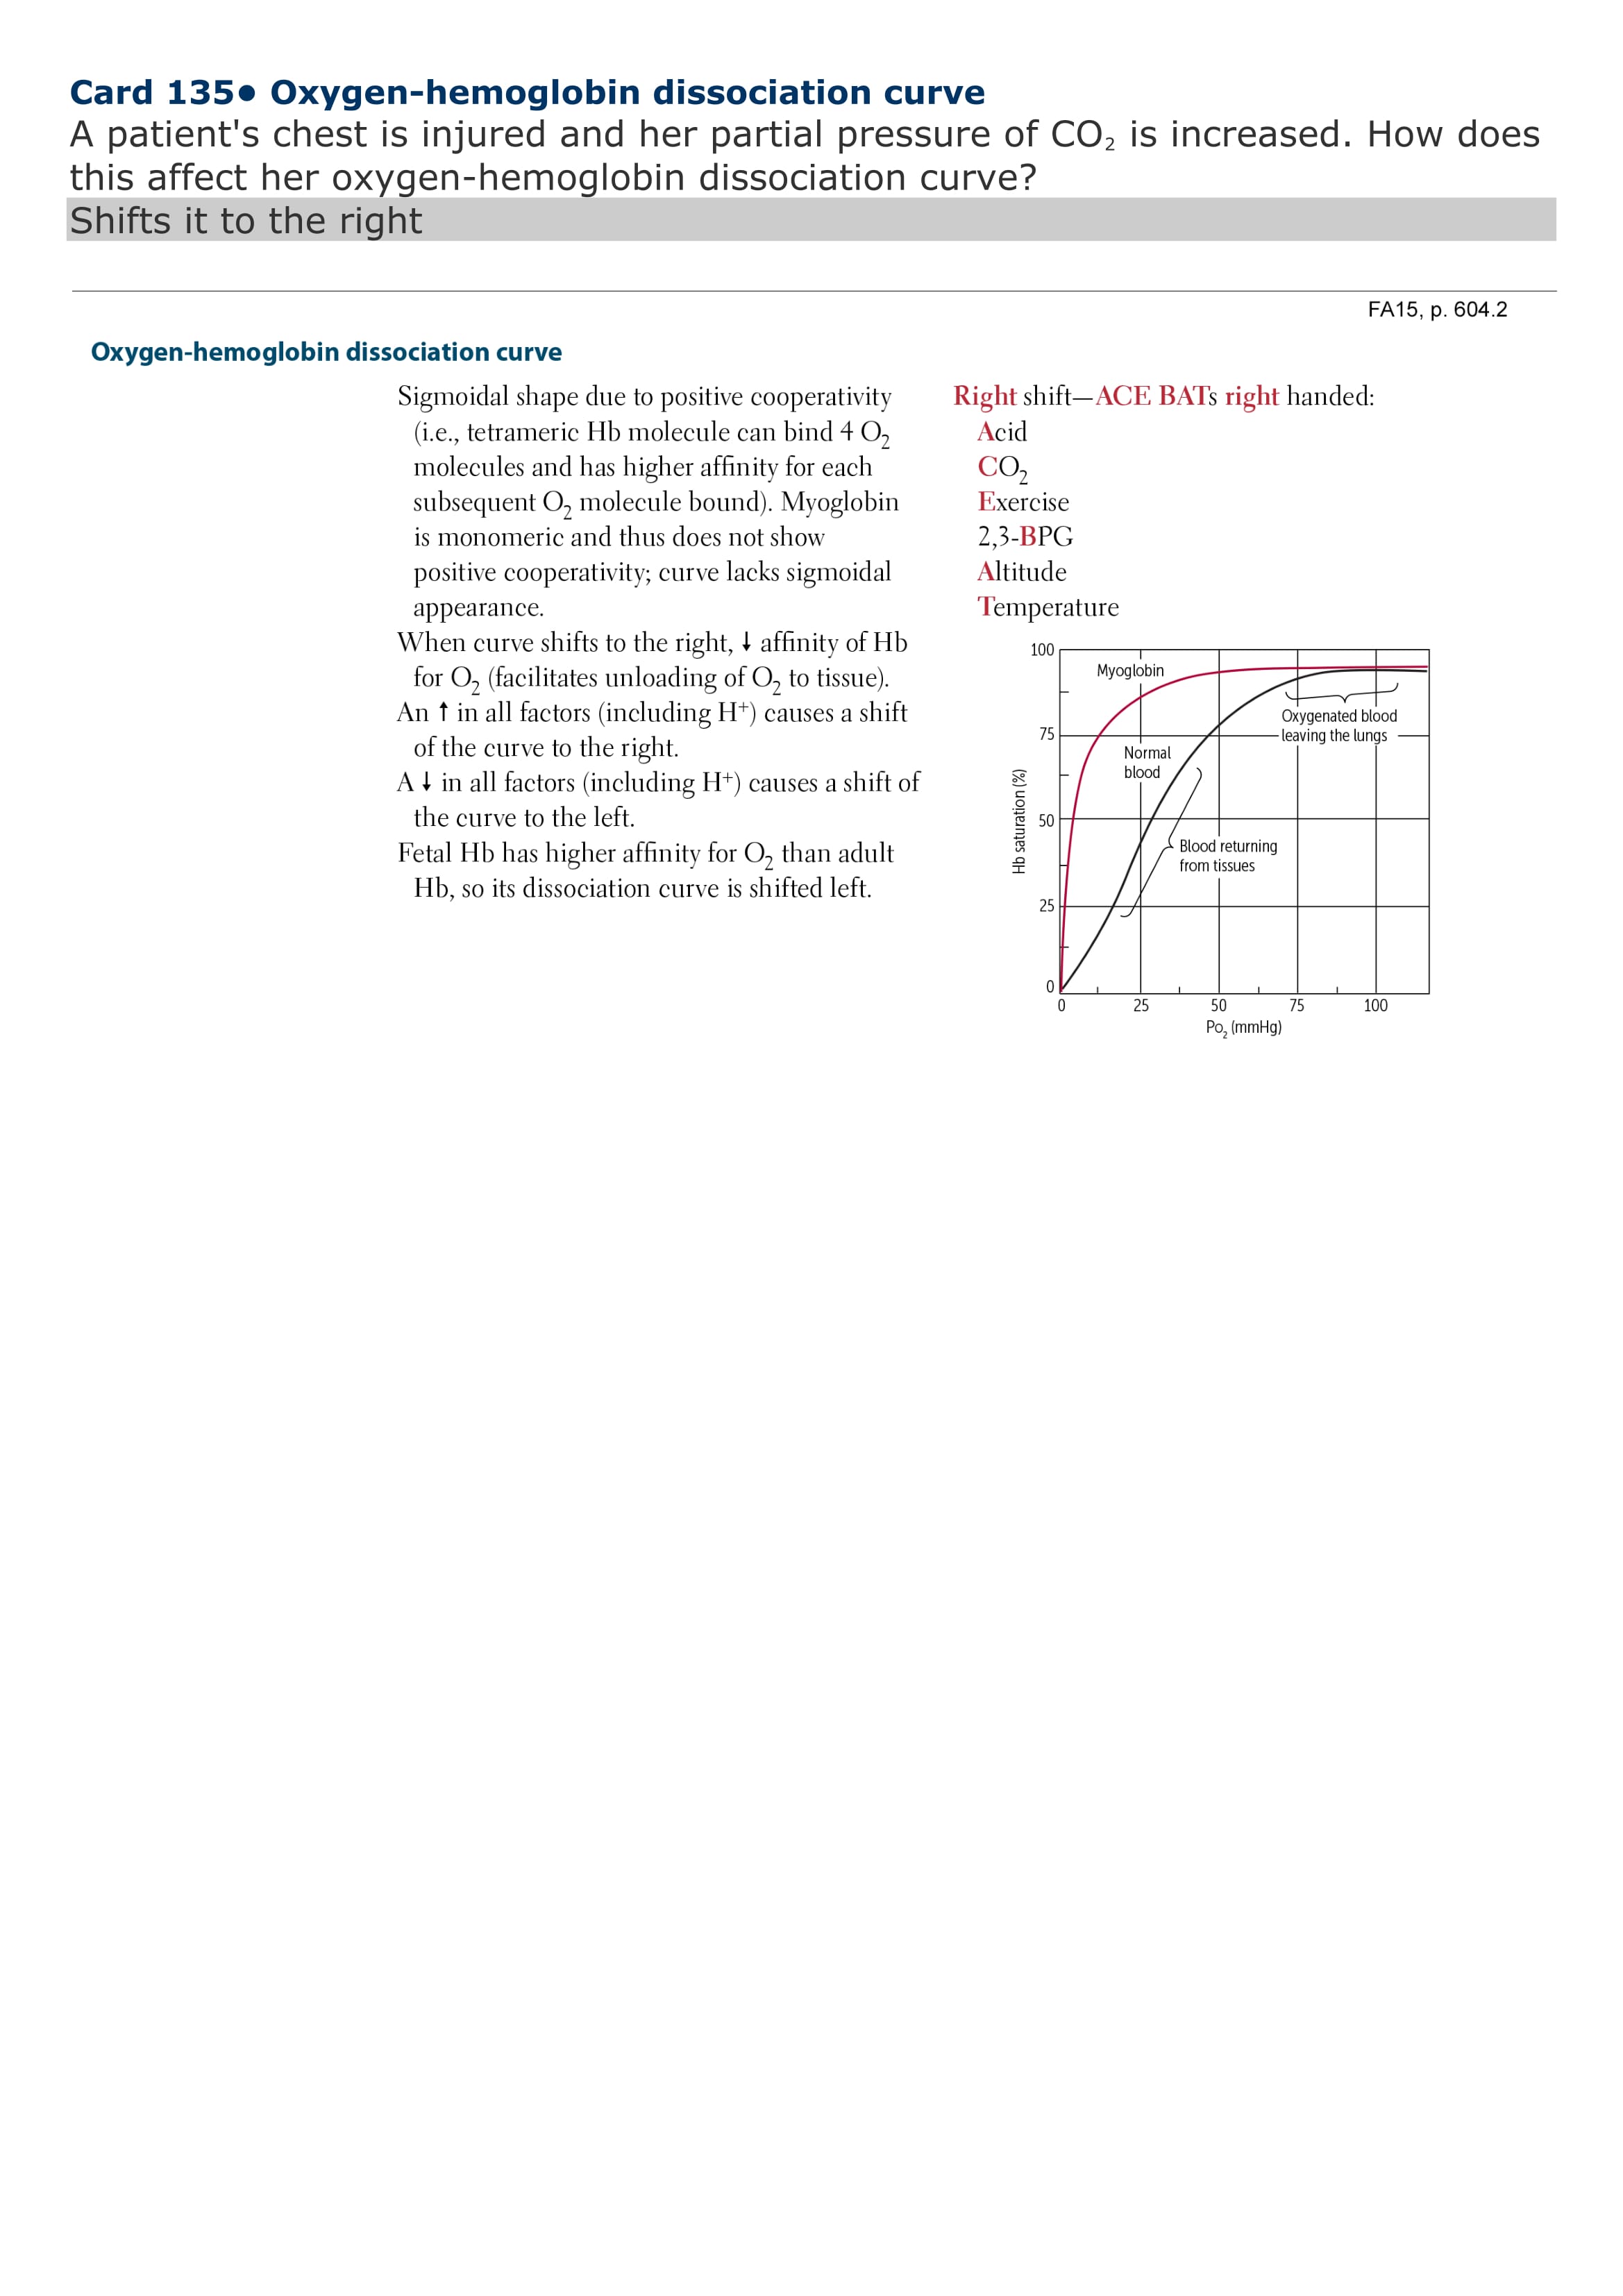 Card 135● Oxygen-hemoglobin dissociation curve
A patient's chest is injured and her partial pressure of CO₂ is increased. How does
this affect her oxygen-hemoglobin dissociation curve?
Shifts it to the right
FA15, p. 604.2
Oxygen-hemoglobin dissociation curve
Sigmoidal shape due to positive cooperativity
(i.e., tetrameric Hb molecule can bind 4 O₂
molecules and has higher affinity for each
subsequent O₂ molecule bound). Myoglobin
is monomeric and thus does not show
positive cooperativity; curve lacks sigmoidal
appearance.
When curve shifts to the right, ↓ affinity of Hb
for O₂ (facilitates unloading of O₂ to tissue).
An ↑ in all factors (including H⁺) causes a shift
of the curve to the right.
A ↓ in all factors (including H⁺) causes a shift of
the curve to the left.
Fetal Hb has higher affinity for O₂ than adult
Hb, so its dissociation curve is shifted left.
Right shift—ACE BATs right handed:
Acid
CO₂
Exercise
2,3-BPG
Altitude
Temperature
100
Myoglobin
Oxygenated blood
leaving the lungs
75
Normal
blood
Hb saturation (%)
50
Blood returning
from tissues
25
0
0 25 50 75 100
Po₂ (mmHg)